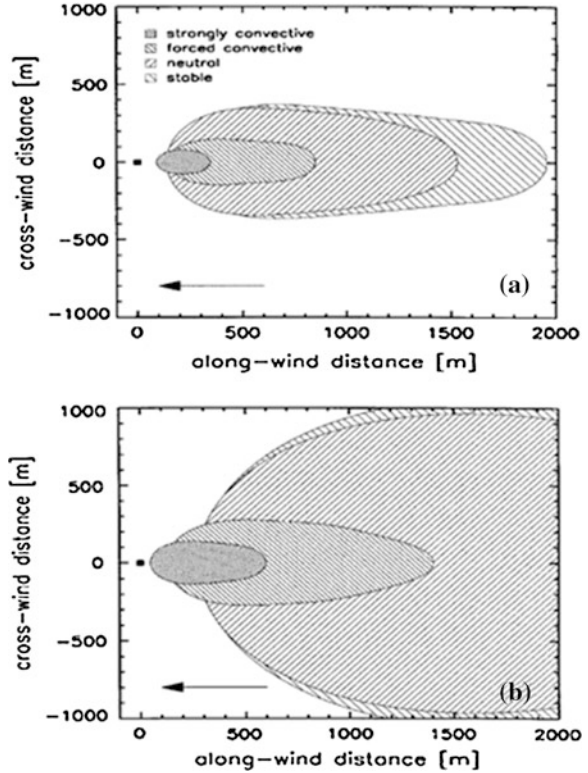 strongly convective
forced convective
neutral
stable
cross-wind distance [m]
1000
500
0
-500
-1000
(a)
0 500 1000 1500 2000
along-wind distance [m]
cross-wind distance [m]
1000
500
0
-500
-1000
(b)
0 500 1000 1500 2000
along-wind distance [m]